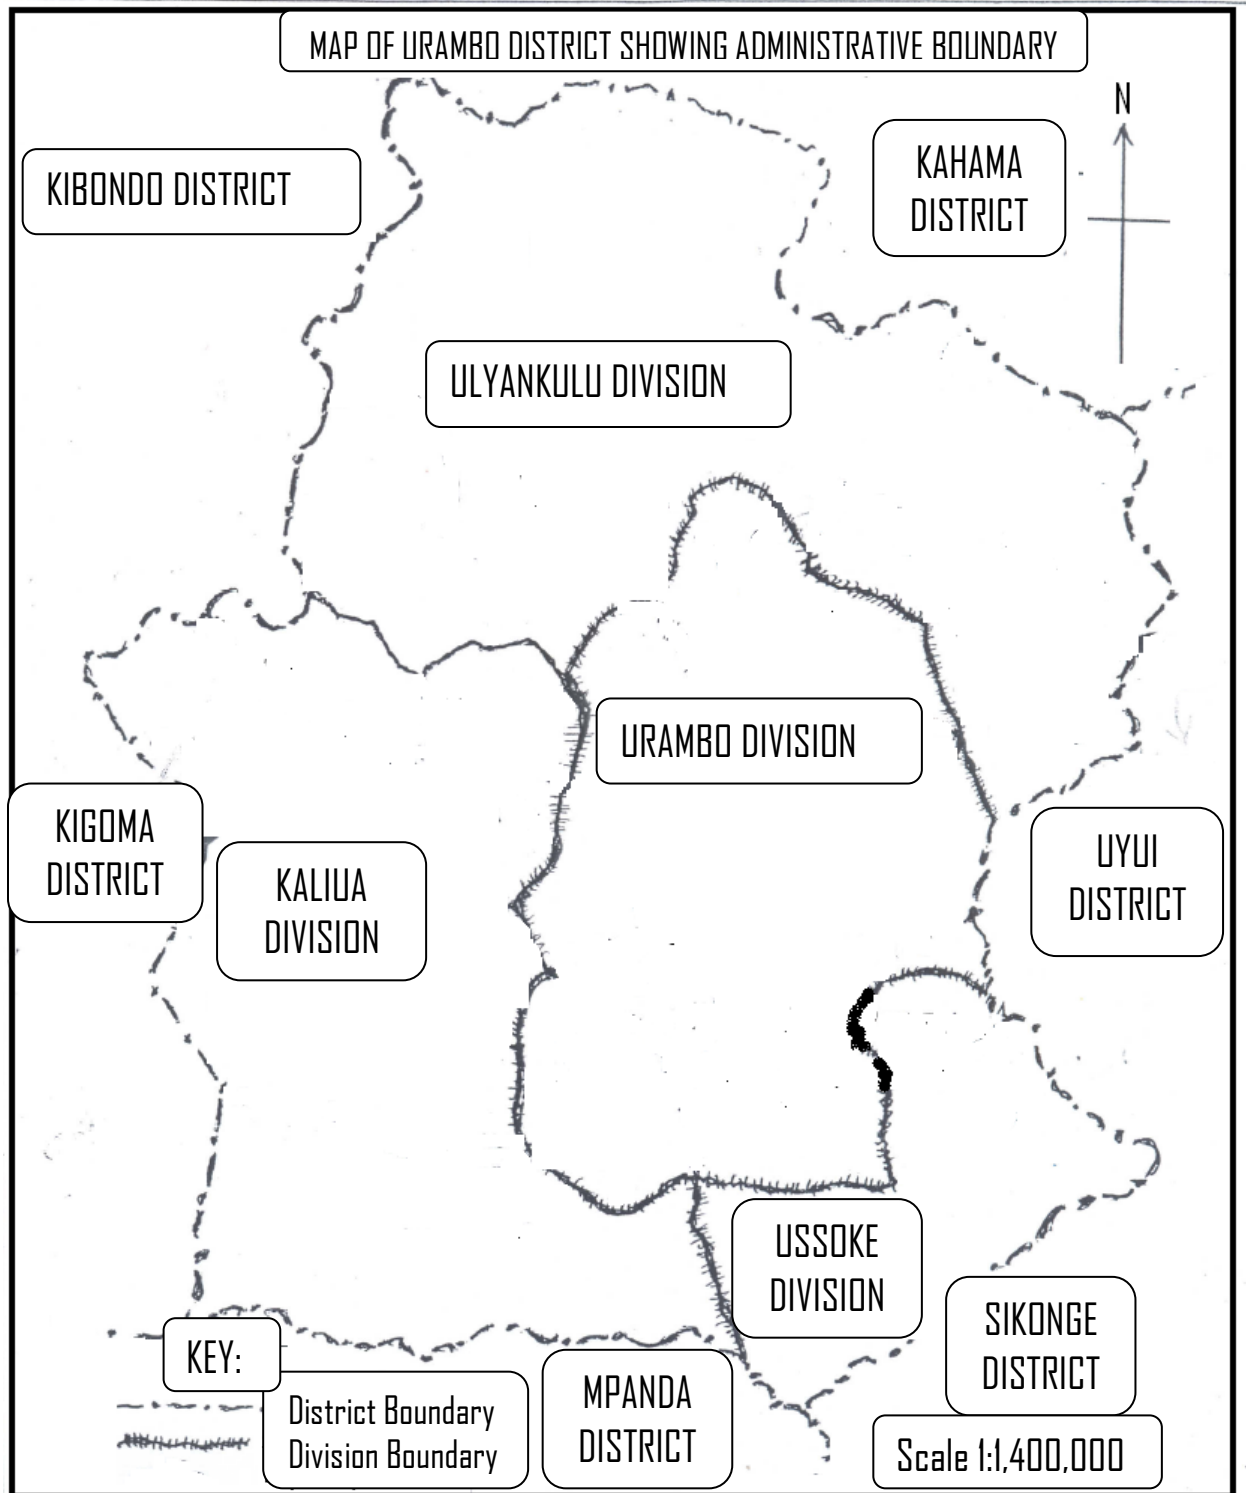 MAP OF URAMBO DISTRICT SHOWING ADMINISTRATIVE BOUNDARY
N
KIBONDO DISTRICT
KAHAMA
DISTRICT
ULYANKULU DIVISION
URAMBO DIVISION
KIGOMA
DISTRICT
KALIUA
DIVISION
UYUI
DISTRICT
USSOKE
DIVISION
SIKONGE
DISTRICT
KEY:
District Boundary
Division Boundary
MPANDA
DISTRICT
Scale 1:1,400,000